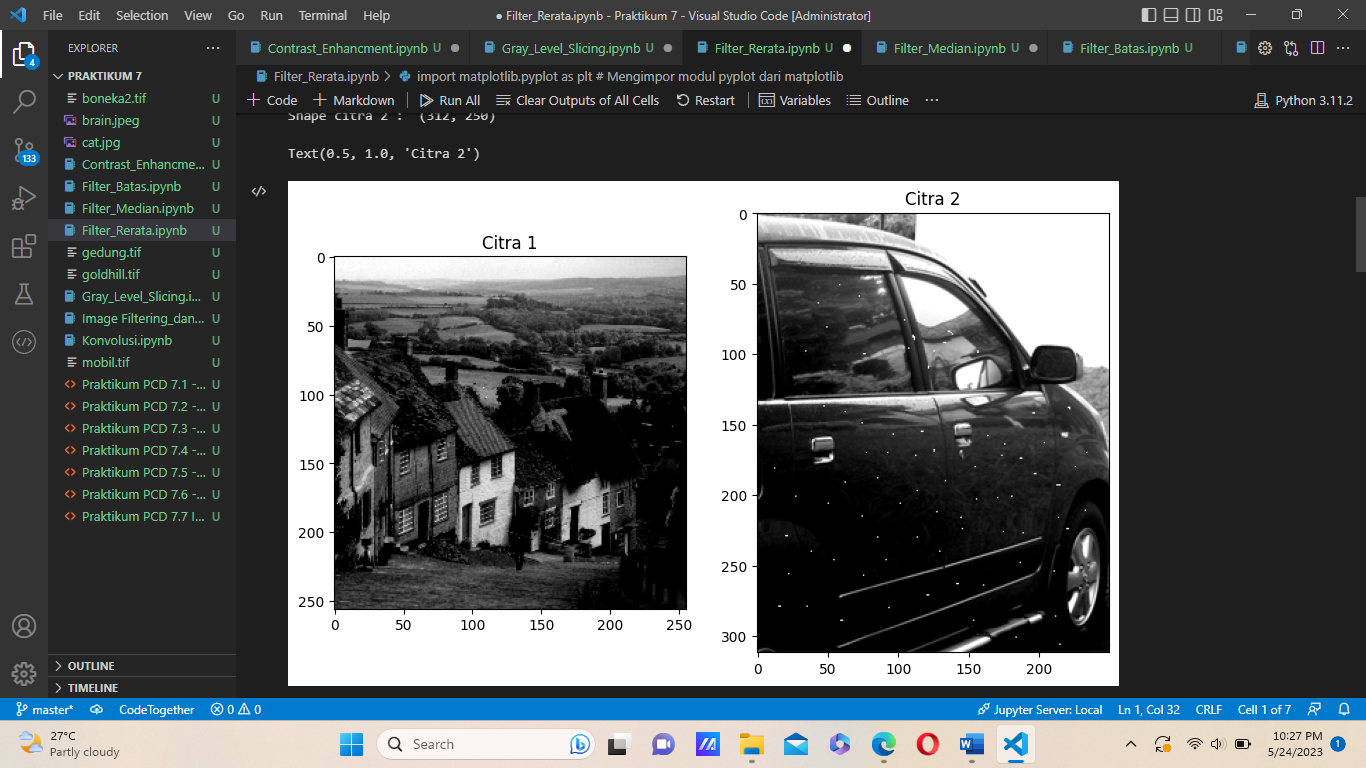 File Edit Selection View Go Run Terminal Help
● Filter_Rerata.ipynb - Praktikum 7 - Visual Studio Code [Administrator]
EXPLORER
PRAKTIKUM 7
boneka2.tif U
brain.jpeg U
cat.jpg U
Contrast_Enhancme... U
Filter_Batas.ipynb U
Filter_Median.ipynb U
Filter_Rerata.ipynb U
gedung.tif U
goldhill.tif U
Gray_Level_Slicing.i... U
Image Filtering_dan... U
Konvolusi.ipynb U
mobil.tif U
Praktikum PCD 7.1 -... U
Praktikum PCD 7.2 -... U
Praktikum PCD 7.3 -... U
Praktikum PCD 7.4 -... U
Praktikum PCD 7.5 -... U
Praktikum PCD 7.6 -... U
Praktikum PCD 7.7 I... U
OUTLINE
TIMELINE
4
133
Contrast_Enhancment.ipynb U
Gray_Level_Slicing.ipynb U
Filter_Rerata.ipynb U
Filter_Median.ipynb U
Filter_Batas.ipynb U
Filter_Rerata.ipynb > import matplotlib.pyplot as plt # Mengimpor modul pyplot dari matplotlib
+ Code + Markdown Run All Clear Outputs of All Cells Restart Variables Outline ... Python 3.11.2
Shape citra 2 : (312, 250)
Text(0.5, 1.0, 'Citra 2')
Citra 1
0
50
100
150
200
250
0 50 100 150 200 250
Citra 2
0
50
100
150
200
250
300
0 50 100 150 200
master* CodeTogether 0 0 Jupyter Server: Local Ln 1, Col 32 CRLF Cell 1 of 7
27°C
Partly cloudy
Search
10:27 PM
5/24/2023
1